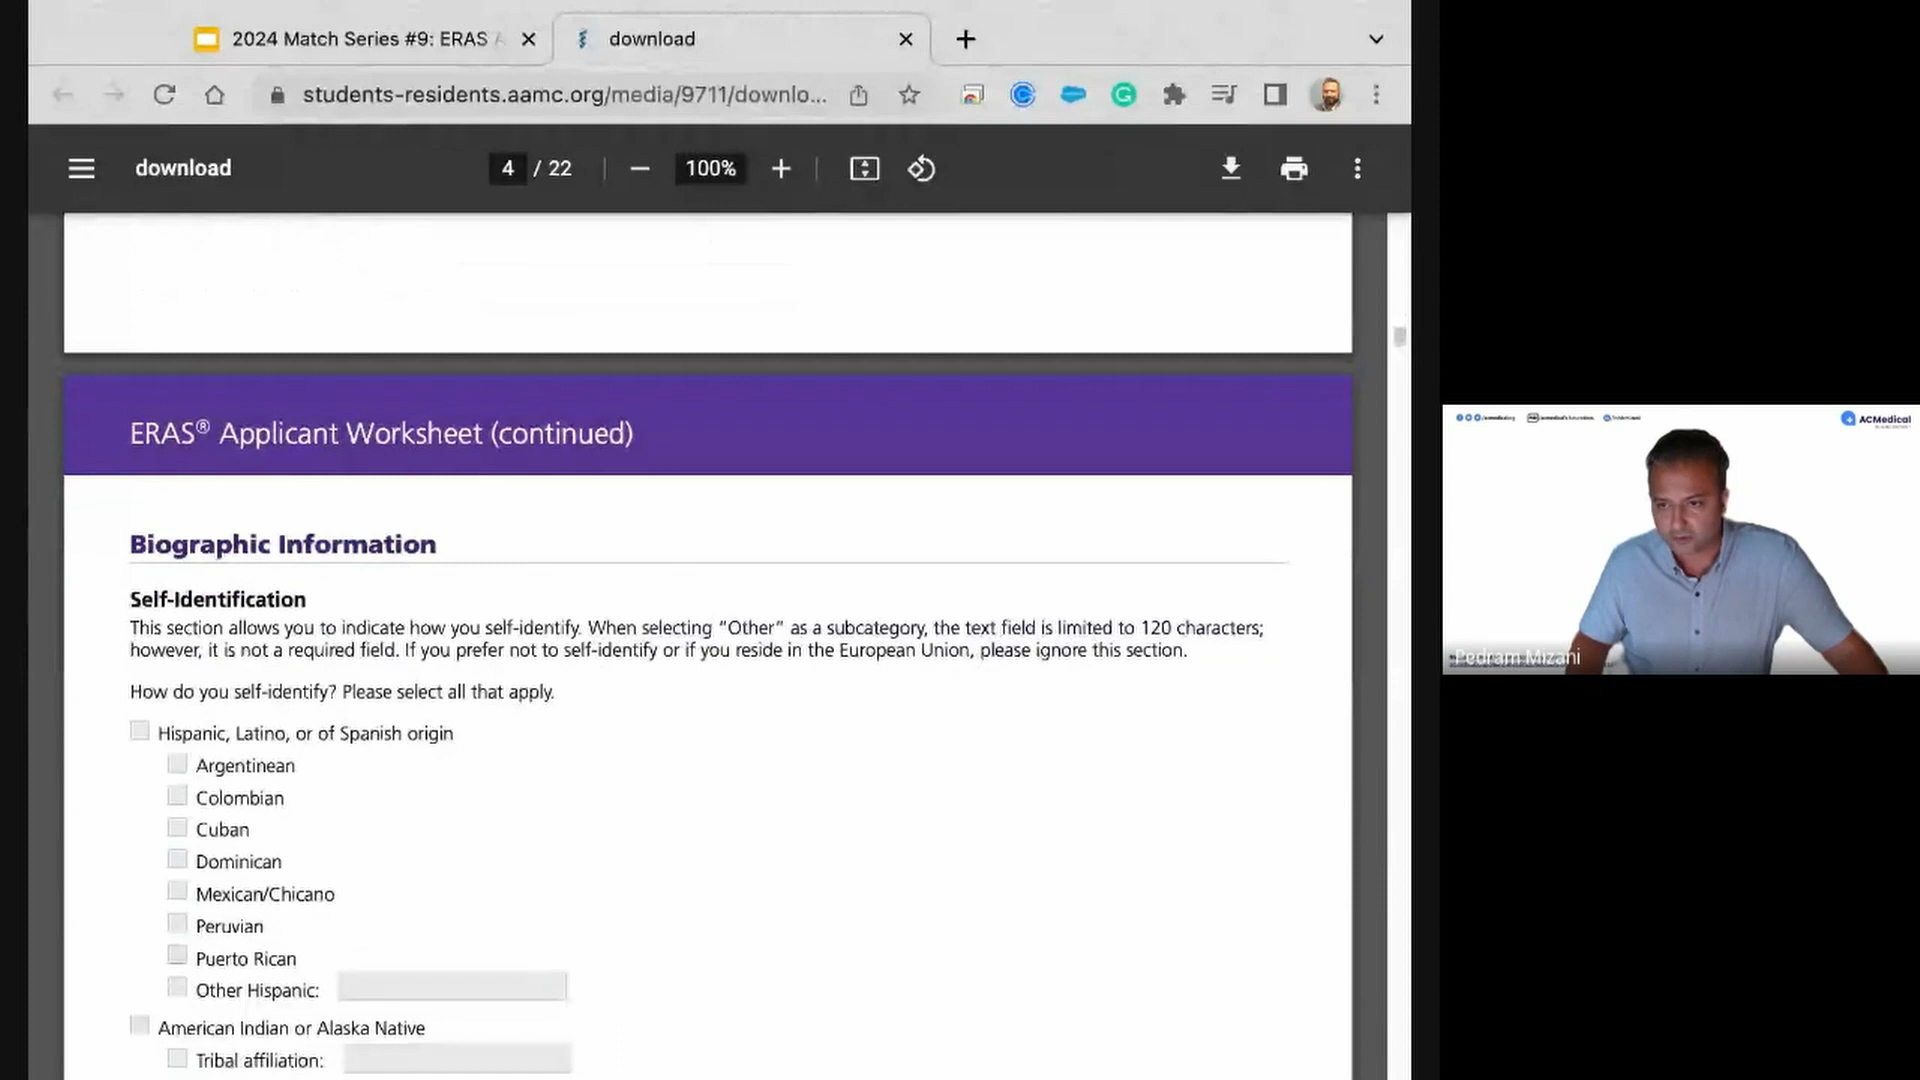 2024 Match Series #9: ERAS A
download
students-residents.aamc.org/media/9711/downlo...
download
4 / 22
100%
ERAS® Applicant Worksheet (continued)
Biographic Information
Self-Identification
This section allows you to indicate how you self-identify. When selecting “Other” as a subcategory, the text field is limited to 120 characters;
however, it is not a required field. If you prefer not to self-identify or if you reside in the European Union, please ignore this section.
How do you self-identify? Please select all that apply.
Hispanic, Latino, or of Spanish origin
Argentinean
Colombian
Cuban
Dominican
Mexican/Chicano
Peruvian
Puerto Rican
Other Hispanic:
American Indian or Alaska Native
Tribal affiliation:
ACMedical
Pedram Mizani